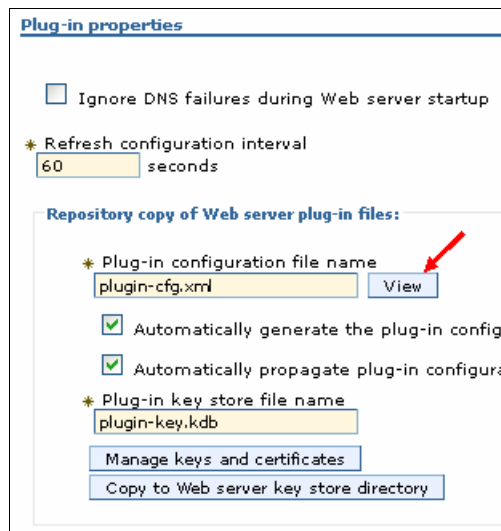 Plug-in properties
Ignore DNS failures during Web server startup
* Refresh configuration interval
60 seconds
Repository copy of Web server plug-in files:
* Plug-in configuration file name
plugin-cfg.xml View
Automatically generate the plug-in config
Automatically propagate plug-in configura
* Plug-in key store file name
plugin-key.kdb
Manage keys and certificates
Copy to Web server key store directory